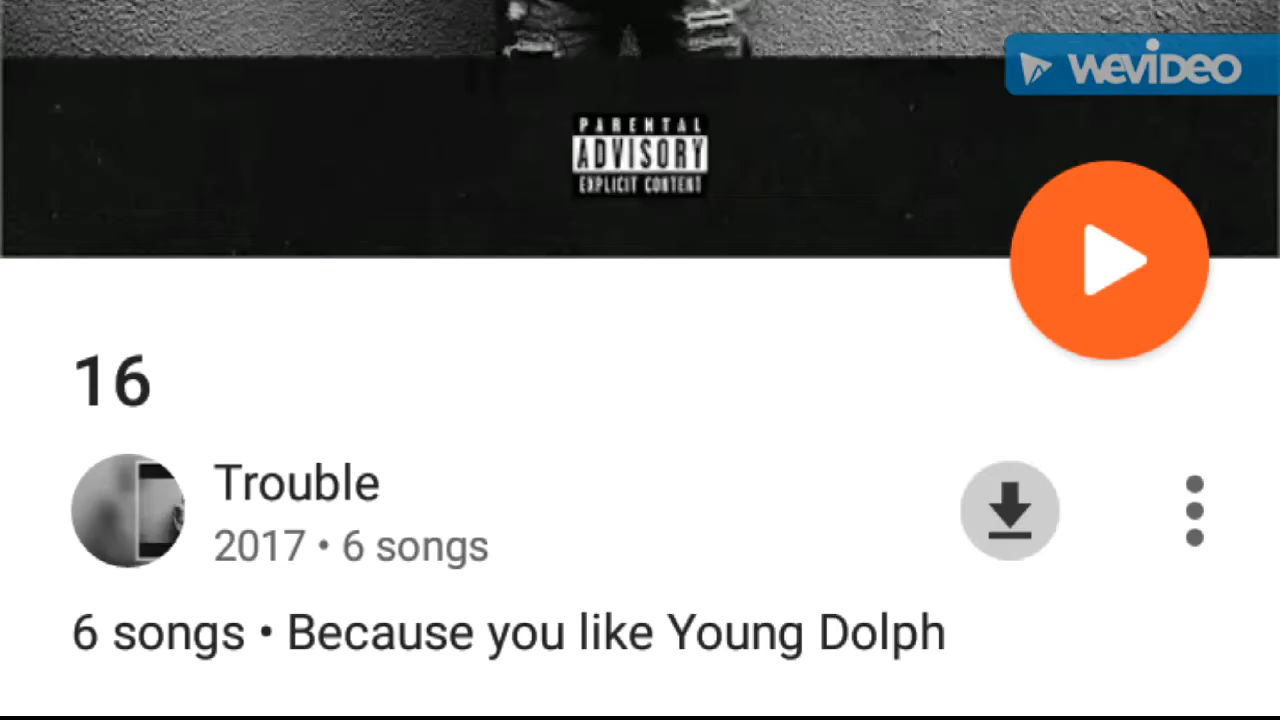 WEVIDEO
PARENTAL
ADVISORY
EXPLICIT CONTENT
16
Trouble
2017 • 6 songs
6 songs • Because you like Young Dolph